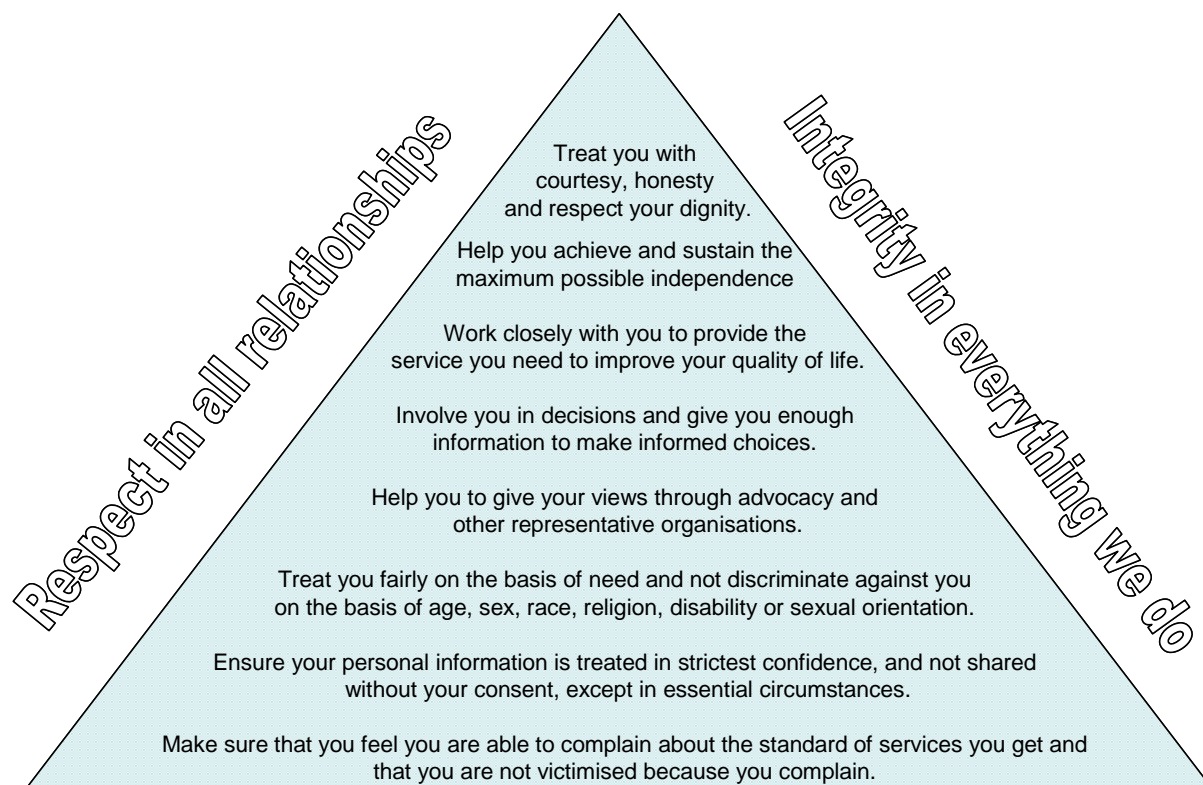 Respect in all relationships
Integrity in everything we do
Treat you with
courtesy, honesty
and respect your dignity.
Help you achieve and sustain the
maximum possible independence
Work closely with you to provide the
service you need to improve your quality of life.
Involve you in decisions and give you enough
information to make informed choices.
Help you to give your views through advocacy and
other representative organisations.
Treat you fairly on the basis of need and not discriminate against you
on the basis of age, sex, race, religion, disability or sexual orientation.
Ensure your personal information is treated in strictest confidence, and not shared
without your consent, except in essential circumstances.
Make sure that you feel you are able to complain about the standard of services you get and
that you are not victimised because you complain.